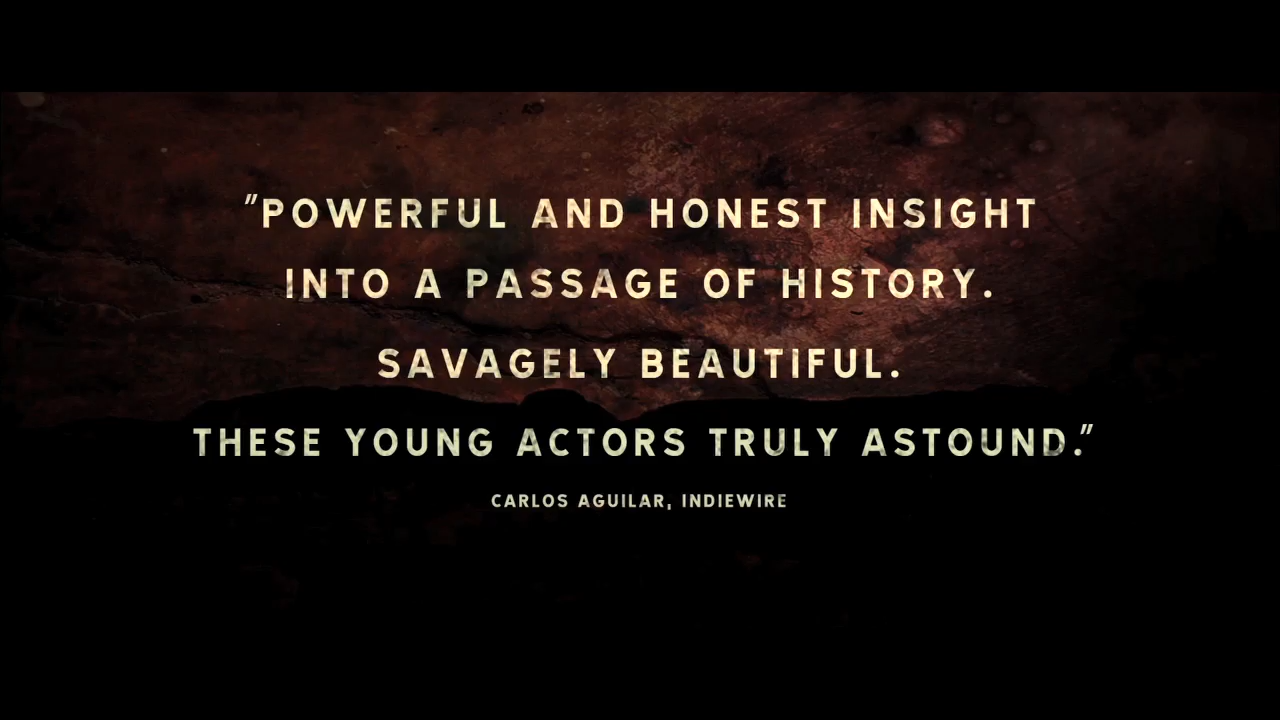 "POWERFUL AND HONEST INSIGHT
INTO A PASSAGE OF HISTORY.
SAVAGELY BEAUTIFUL.
THESE YOUNG ACTORS TRULY ASTOUND."
CARLOS AGUILAR, INDIEWIRE